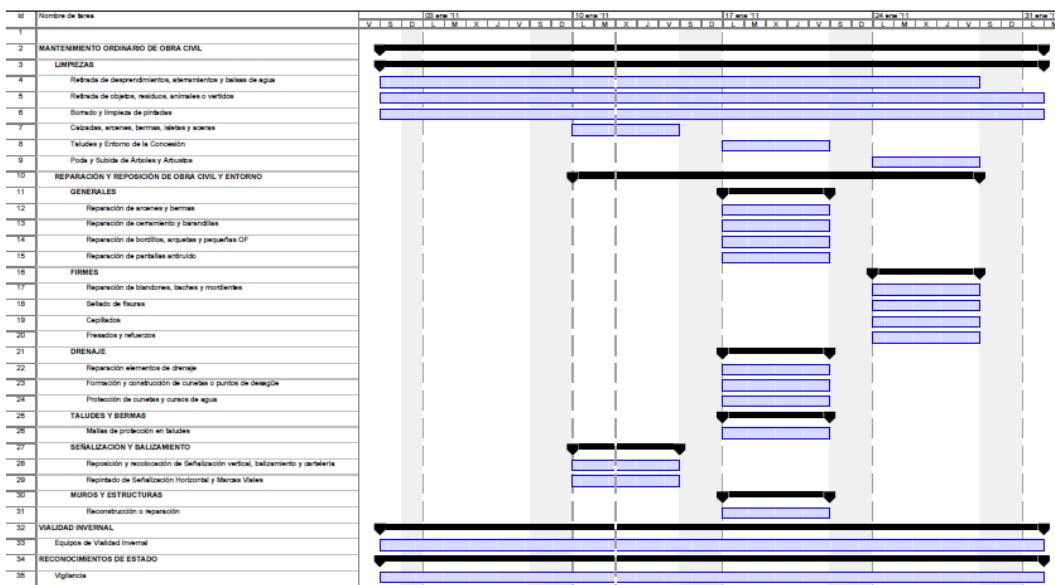 Id Nombre de tarea 03 ene '11 10 ene '11 17 ene '11 24 ene '11 31 ene '1
V S D L M X J V S D L M X J V S D L M X J V S D L M X J V S D L M
1
2 MANTENIMIENTO ORDINARIO DE OBRA CIVIL
3 LIMPIEZAS
4 Retirada de desprendimientos, aterramientos y balsas de agua
5 Retirada de objetos, residuos, animales o vertidos
6 Borrado y limpieza de pintadas
7 Calzadas, arcenes, bermas, isletas y aceras
8 Taludes y Entorno de la Concesión
9 Poda y Subida de Árboles y Arbustos
10 REPARACIÓN Y REPOSICIÓN DE OBRA CIVIL Y ENTORNO
11 GENERALES
12 Reparación de arcenes y bermas
13 Reparación de cerramiento y barandillas
14 Reparación de bordillos, arquetas y pequeñas OF
15 Reparación de pantallas antiruido
16 FIRMES
17 Reparación de blandones, baches y mordientes
18 Sellado de fisuras
19 Cepillados
20 Fresados y refuerzos
21 DRENAJE
22 Reparación elementos de drenaje
23 Formación y construcción de cunetas o puntos de desagüe
24 Protección de cunetas y cursos de agua
25 TALUDES Y BERMAS
26 Mallas de protección en taludes
27 SEÑALIZACIÓN Y BALIZAMIENTO
28 Reposición y recolocación de Señalización vertical, balizamiento y cartelería
29 Repintado de Señalización Horizontal y Marcas Viales
30 MUROS Y ESTRUCTURAS
31 Reconstrucción o reparación
32 VIALIDAD INVERNAL
33 Equipos de Vialidad Invernal
34 RECONOCIMIENTOS DE ESTADO
35 Vigilancia